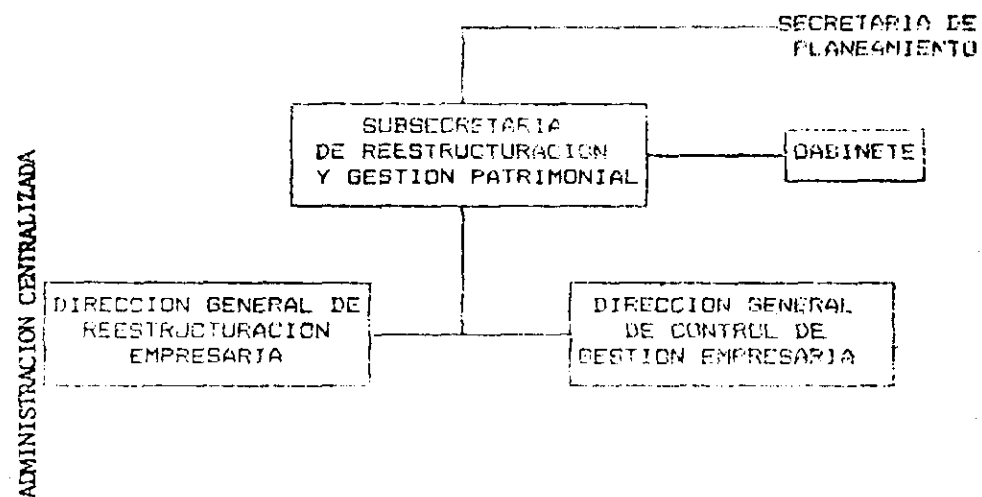 SECRETARIA DE
PLANEAMIENTO
SUBSECRETARIA
DE REESTRUCTURACION
Y GESTION PATRIMONIAL
GABINETE
ADMINISTRACION CENTRALIZADA
DIRECCION GENERAL DE
REESTRUCTURACION
EMPRESARIA
DIRECCION GENERAL
DE CONTROL DE
GESTION EMPRESARIA